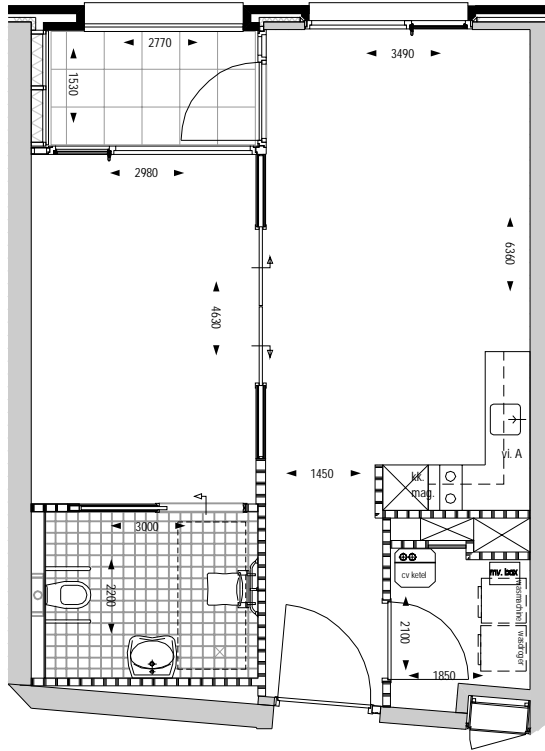 2770
3490
1530
2980
6360
4630
vi. A
1450
kk.
mag.
3000
mv. box
cv ketel
wasmachine
2200
2100
wasdroger
1850